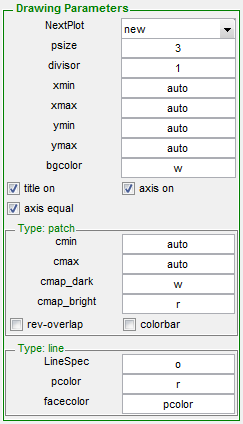 Drawing Parameters
NextPlot new
psize 3
divisor 1
xmin auto
xmax auto
ymin auto
ymax auto
bgcolor w
title on axis on
axis equal
Type: patch
cmin auto
cmax auto
cmap_dark w
cmap_bright r
rev-overlap colorbar
Type: line
LineSpec o
pcolor r
facecolor pcolor